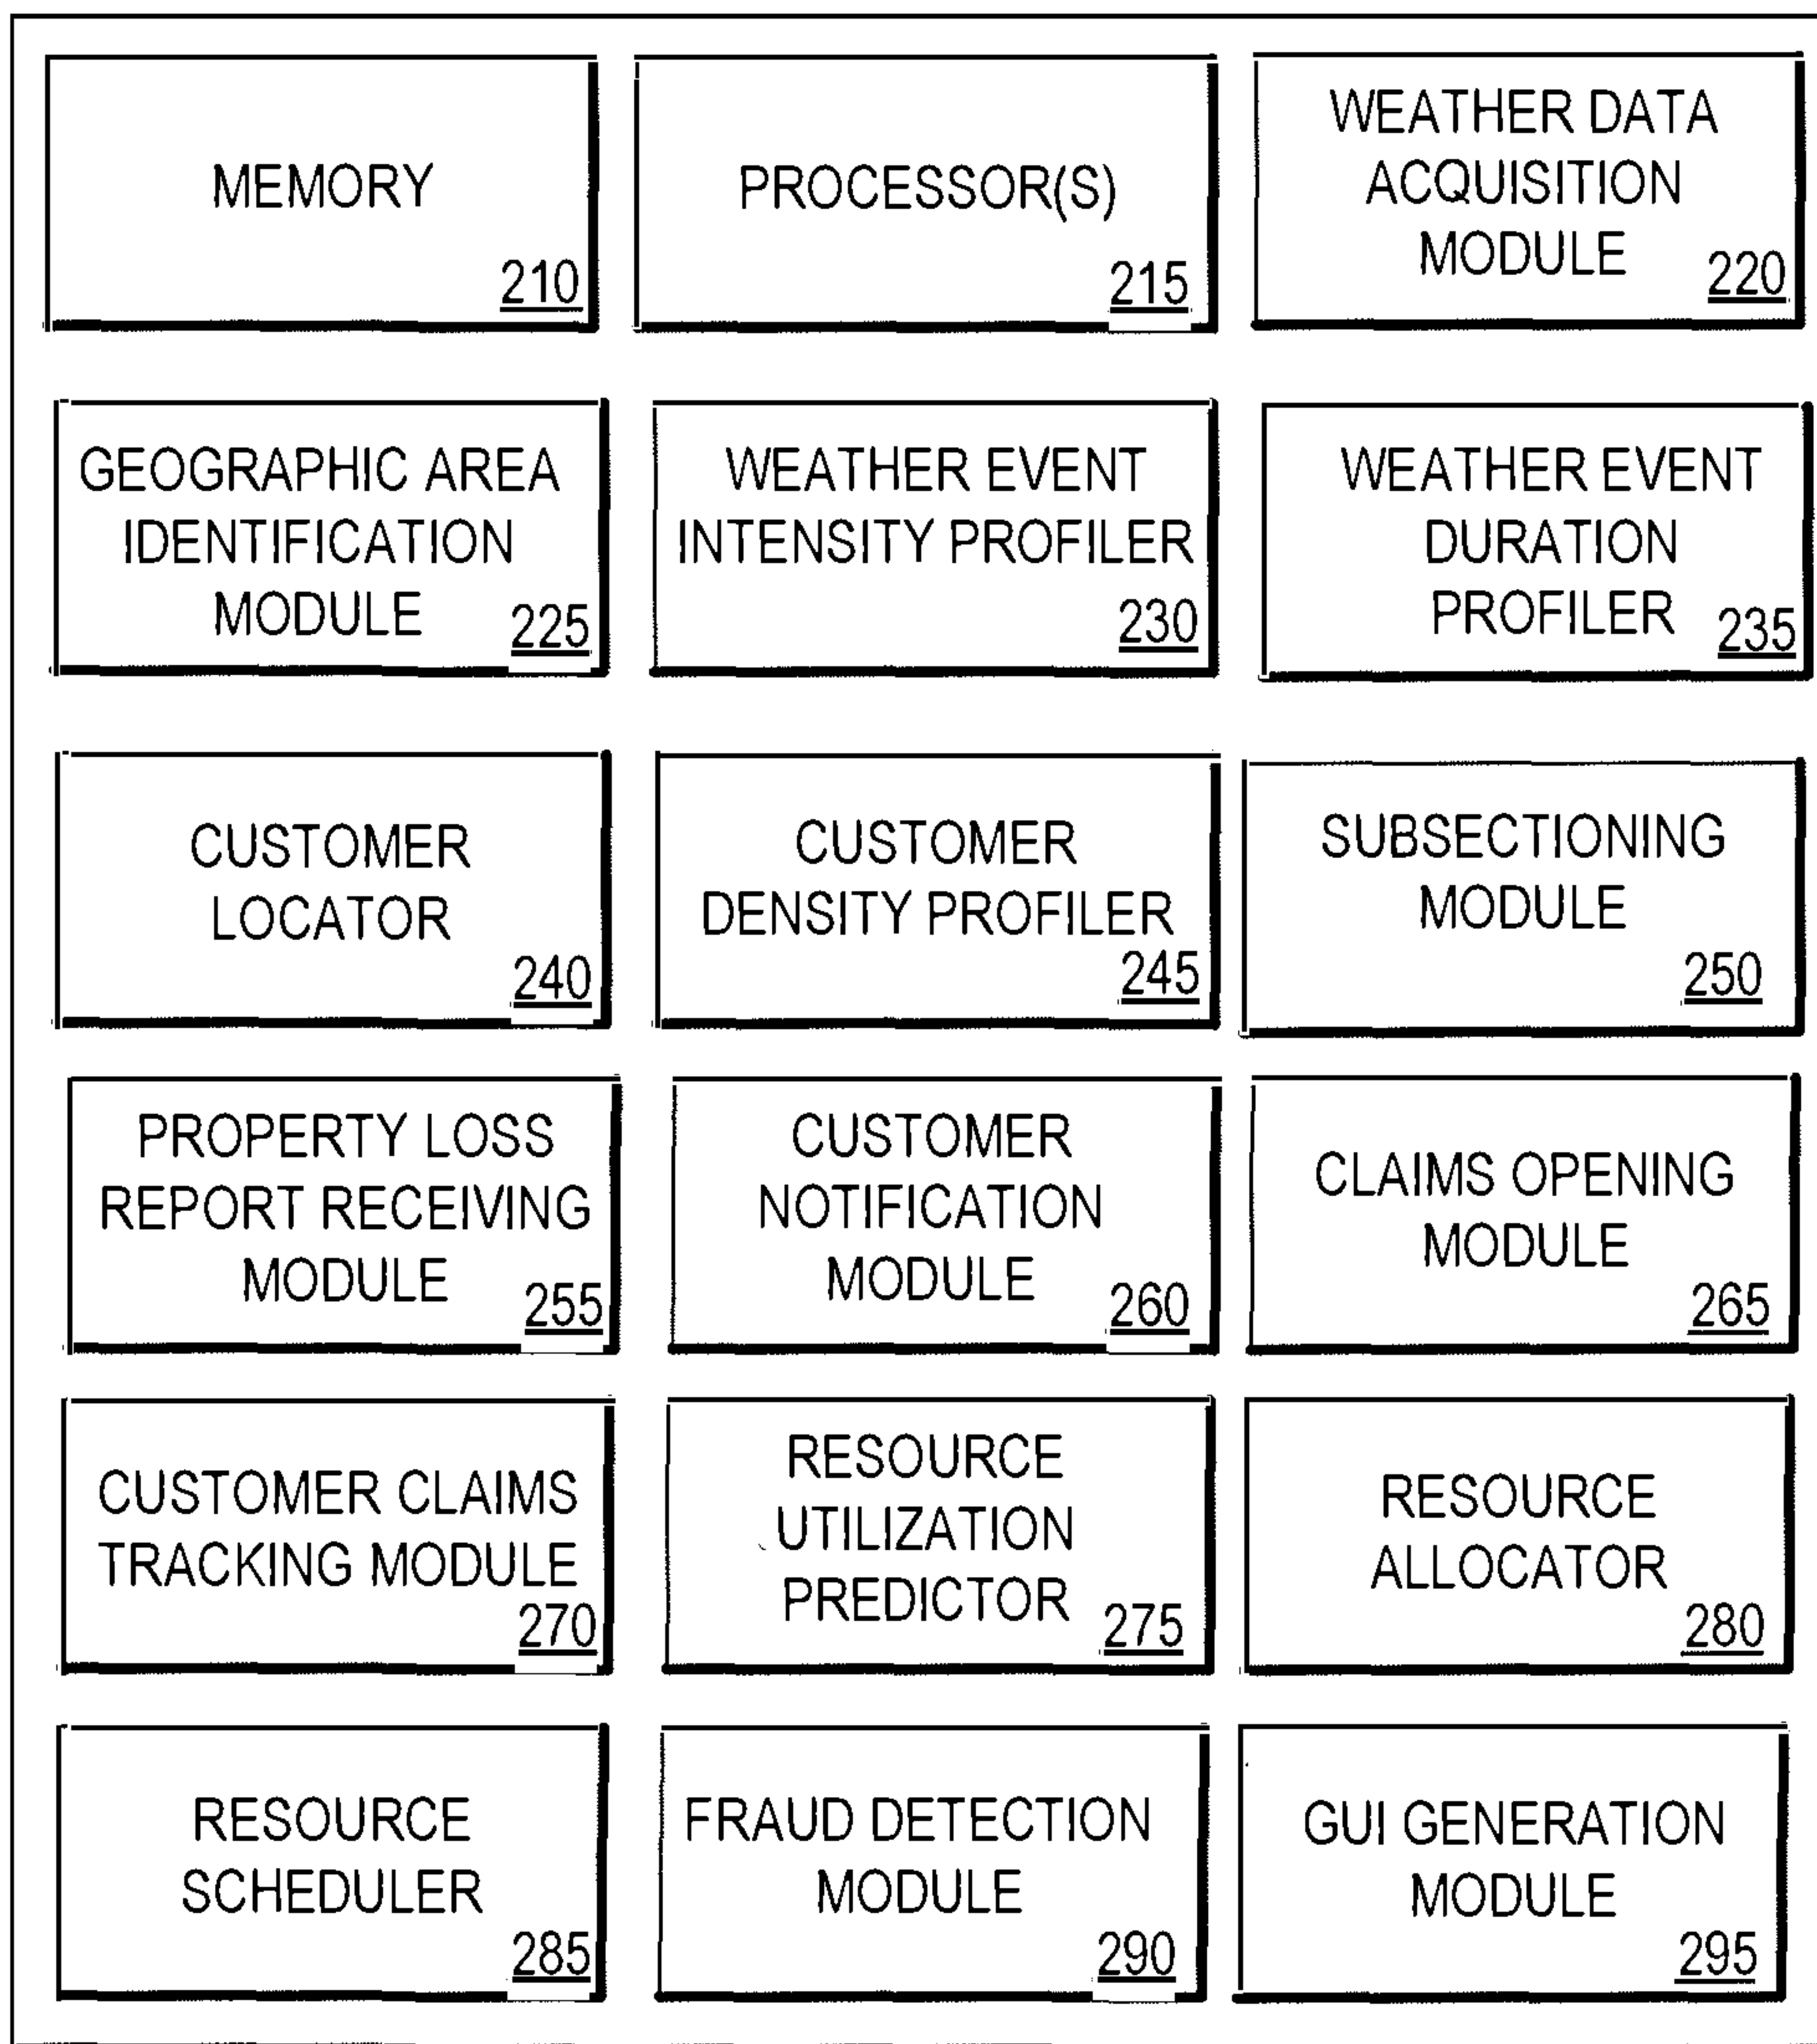 MEMORY
210
PROCESSOR(S)
215
WEATHER DATA
ACQUISITION
MODULE
220
GEOGRAPHIC AREA
IDENTIFICATION
MODULE
225
WEATHER EVENT
INTENSITY PROFILER
230
WEATHER EVENT
DURATION
PROFILER
235
CUSTOMER
LOCATOR
240
CUSTOMER
DENSITY PROFILER
245
SUBSECTIONING
MODULE
250
PROPERTY LOSS
REPORT RECEIVING
MODULE
255
CUSTOMER
NOTIFICATION
MODULE
260
CLAIMS OPENING
MODULE
265
CUSTOMER CLAIMS
TRACKING MODULE
270
RESOURCE
UTILIZATION
PREDICTOR
275
RESOURCE
ALLOCATOR
280
RESOURCE
SCHEDULER
285
FRAUD DETECTION
MODULE
290
GUI GENERATION
MODULE
295